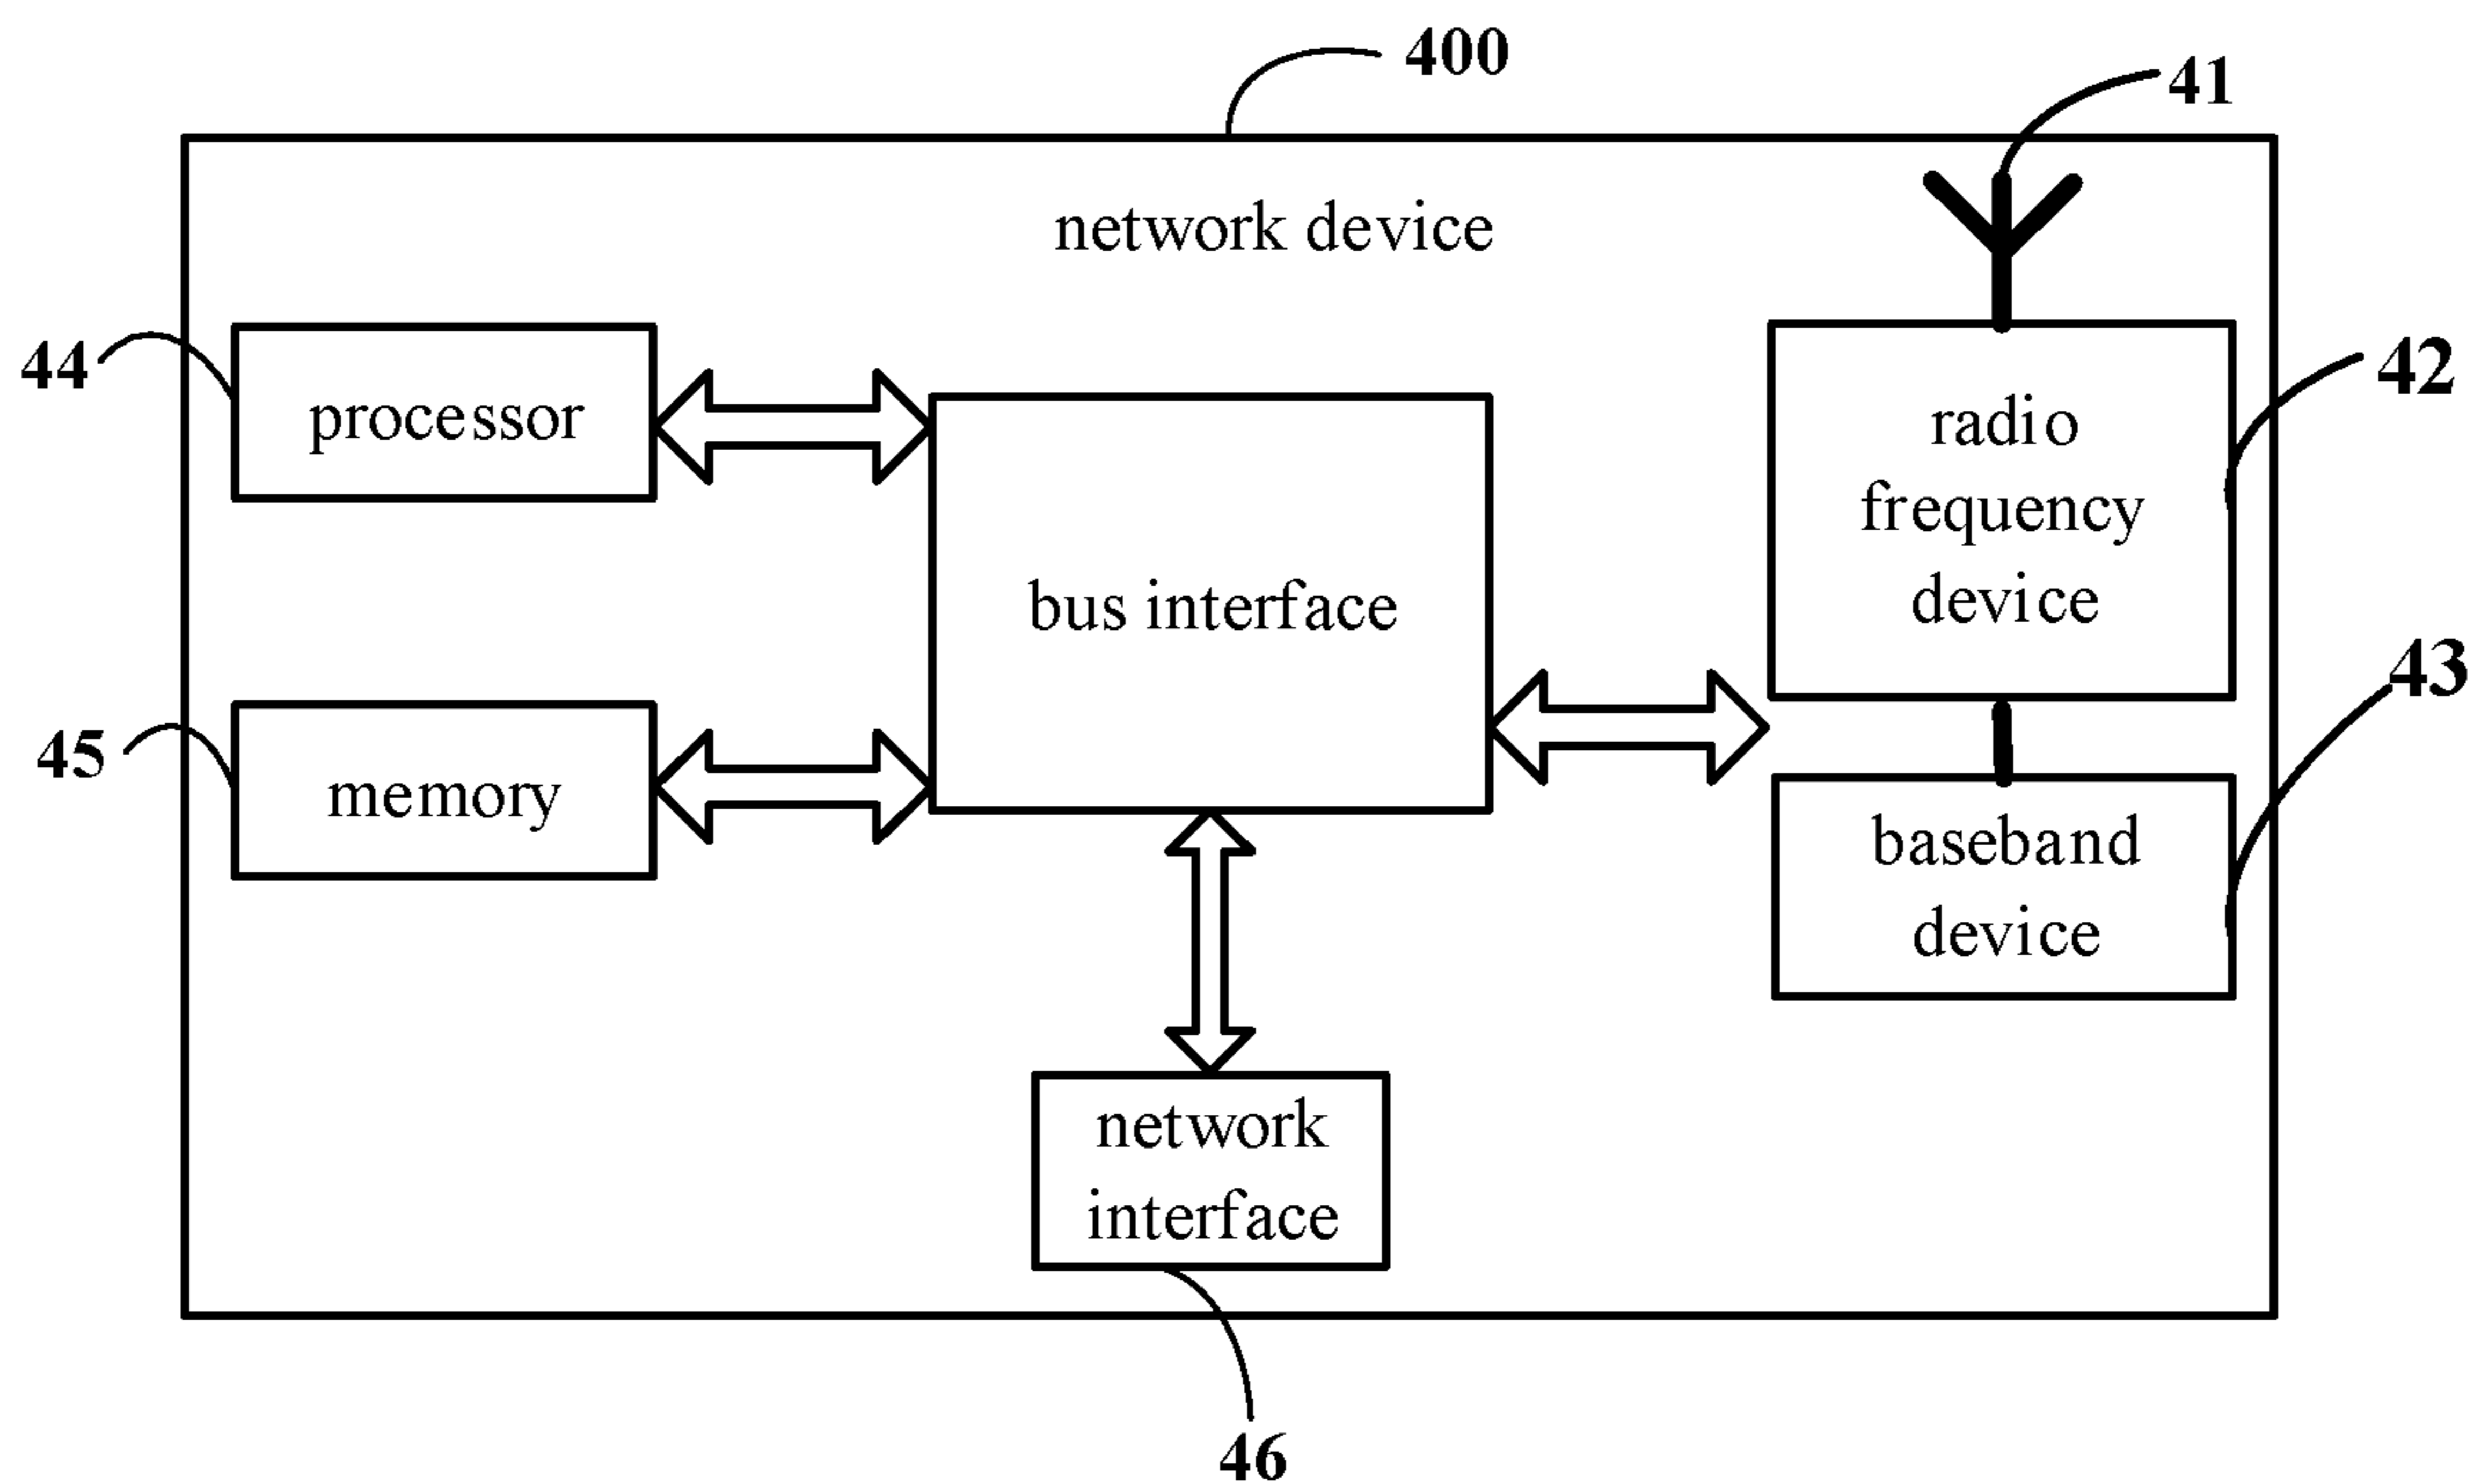 400
41
network device
44
processor
42
radio
frequency
device
bus interface
43
45
memory
baseband
device
network
interface
46